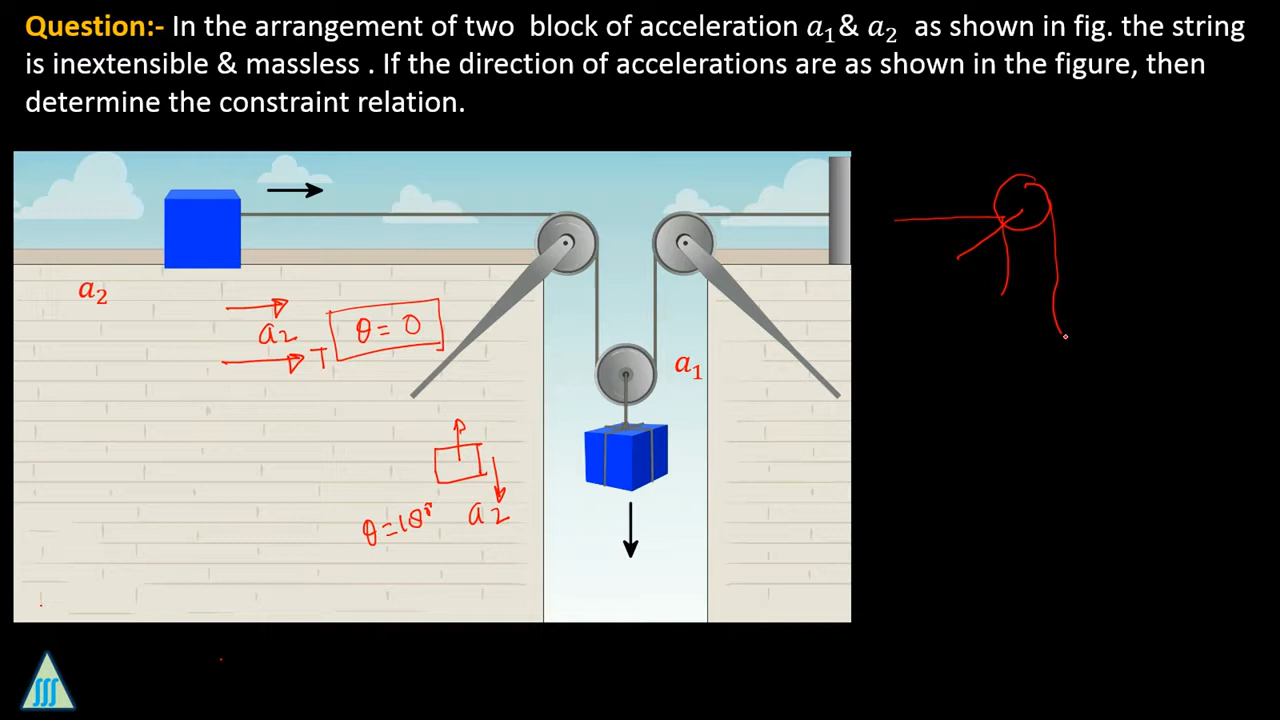 Question:- In the arrangement of two block of acceleration a₁& a₂ as shown in fig. the string
is inextensible & massless . If the direction of accelerations are as shown in the figure, then
determine the constraint relation.
a₂
a₂
θ = 0
T
a₁
θ=180°
a₂